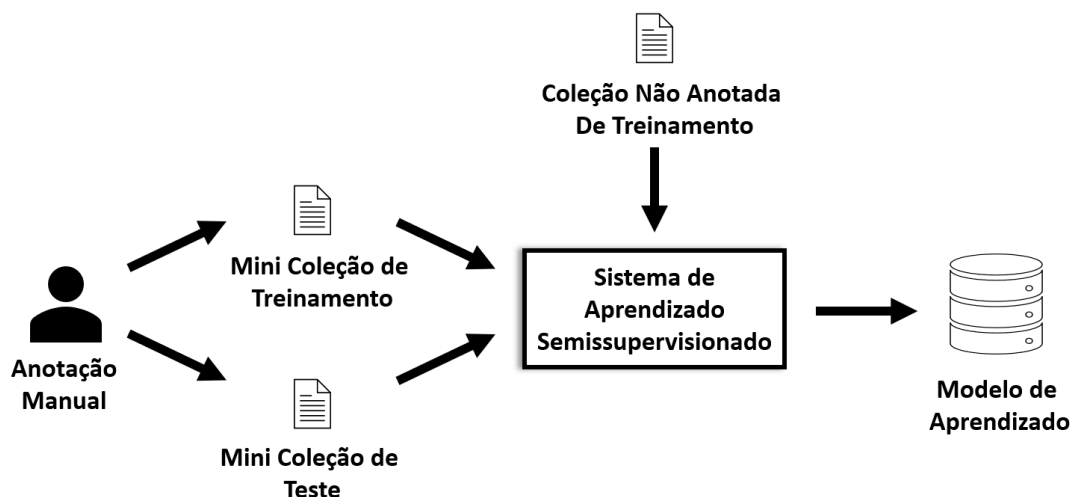 Coleção Não Anotada
De Treinamento
Mini Coleção de
Treinamento
Anotação
Manual
Mini Coleção de
Teste
Sistema de
Aprendizado
Semissupervisionado
Modelo de
Aprendizado